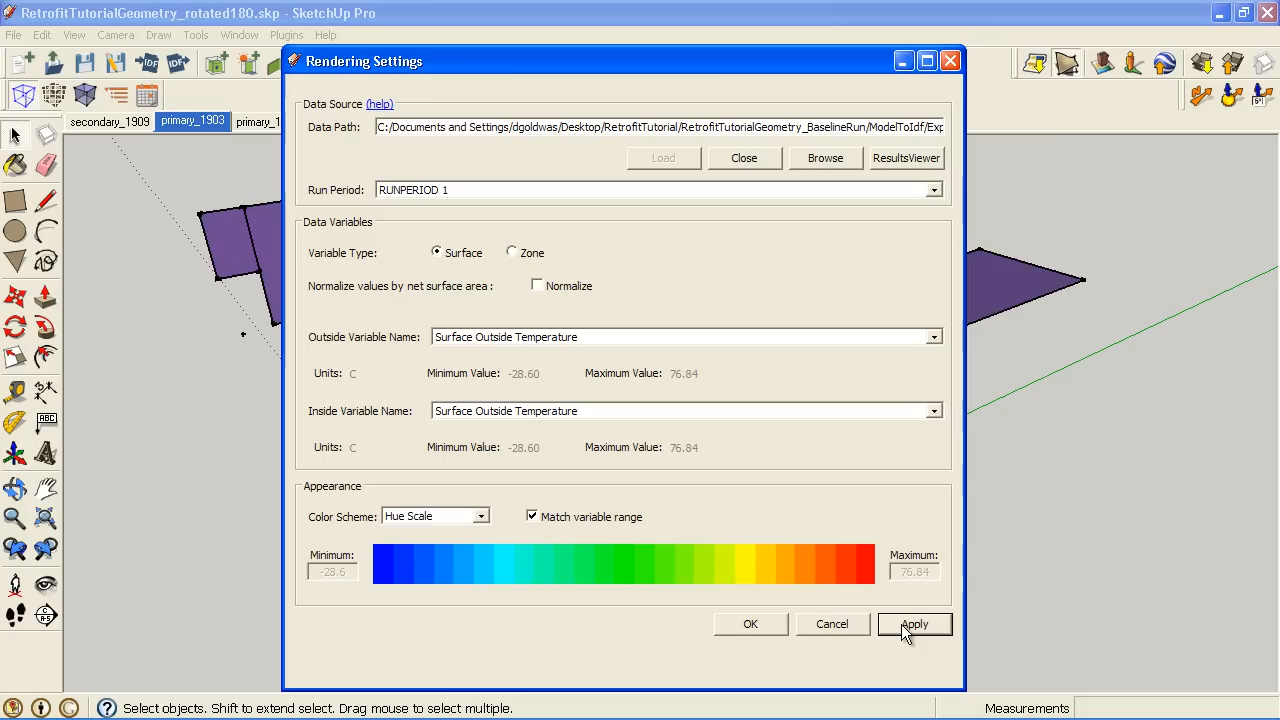 RetrofitTutorialGeometry_rotated180.skp - SketchUp Pro
File Edit View Camera Draw Tools Window Plugins Help
Rendering Settings
secondary_1909 primary_1903 primary_1
Data Source (help)
Data Path: C:/Documents and Settings/dgoldwas/Desktop/RetrofitTutorial/RetrofitTutorialGeometry_BaselineRun/ModelToIdf/Exp
Load Close Browse ResultsViewer
Run Period: RUNPERIOD 1
Data Variables
Variable Type: Surface Zone
Normalize values by net surface area : Normalize
Outside Variable Name: Surface Outside Temperature
Units: C Minimum Value: -28.60 Maximum Value: 76.84
Inside Variable Name: Surface Outside Temperature
Units: C Minimum Value: -28.60 Maximum Value: 76.84
Appearance
Color Scheme: Hue Scale Match variable range
Minimum: Maximum:
-28.6 76.84
OK Cancel Apply
Select objects. Shift to extend select. Drag mouse to select multiple. Measurements